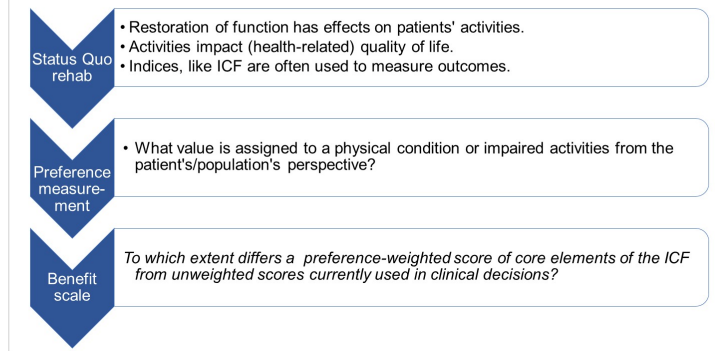 Status Quo
rehab
• Restoration of function has effects on patients' activities.
• Activities impact (health-related) quality of life.
• Indices, like ICF are often used to measure outcomes.
Preference
measure-
ment
• What value is assigned to a physical condition or impaired activities from the
patient's/population's perspective?
Benefit
scale
To which extent differs a preference-weighted score of core elements of the ICF
from unweighted scores currently used in clinical decisions?